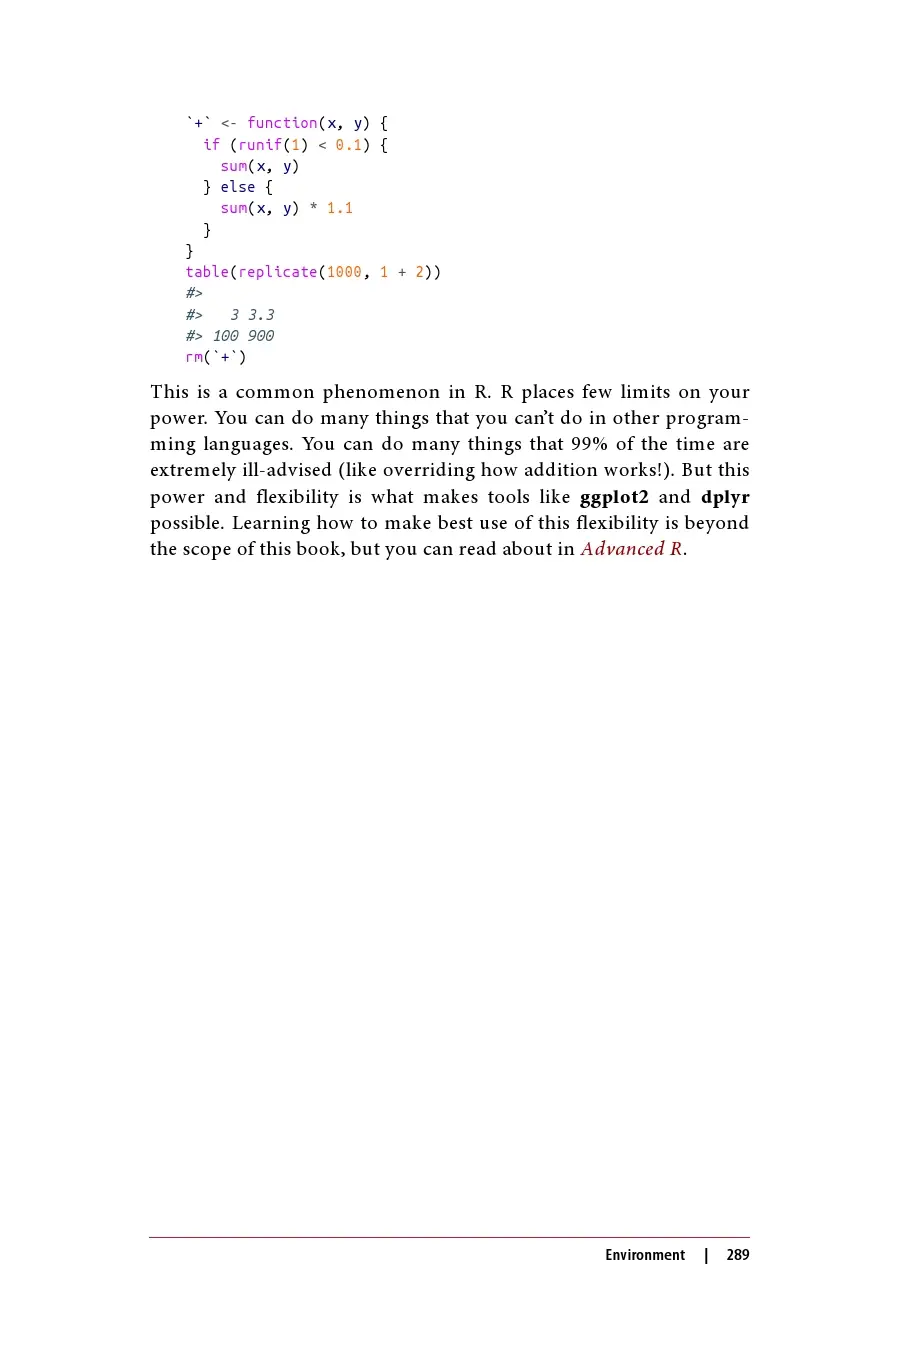 `+` <- function(x, y) {
  if (runif(1) < 0.1) {
    sum(x, y)
  } else {
    sum(x, y) * 1.1
  }
}
table(replicate(1000, 1 + 2))
#>
#>   3 3.3
#> 100 900
rm(`+`)
This is a common phenomenon in R. R places few limits on your
power. You can do many things that you can’t do in other program-
ming languages. You can do many things that 99% of the time are
extremely ill-advised (like overriding how addition works!). But this
power and flexibility is what makes tools like ggplot2 and dplyr
possible. Learning how to make best use of this flexibility is beyond
the scope of this book, but you can read about in Advanced R.
Environment | 289